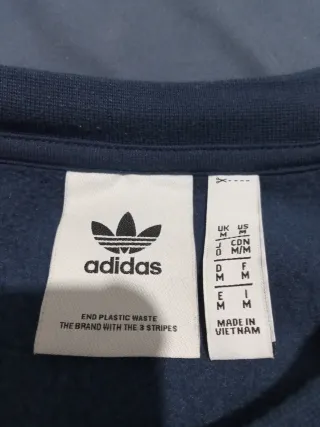 adidas
END PLASTIC WASTE
THE BRAND WITH THE 3 STRIPES
UK US
M M
J CDN
O M/M
D F
M M
E I
M M
MADE IN
VIETNAM